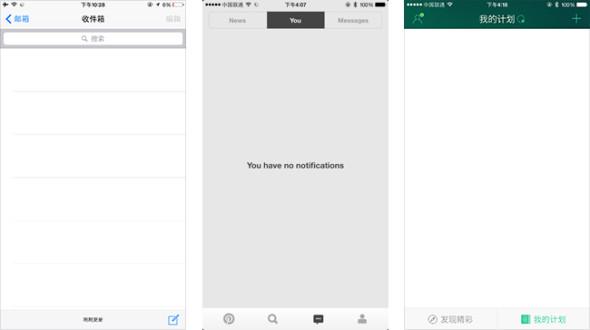 下午10:28
6%
邮箱
收件箱
编辑
搜索
刚刚更新
中国联通
下午4:07
100%
News
You
Messages
You have no notifications
中国联通
下午4:18
100%
我的计划
发现精彩
我的计划